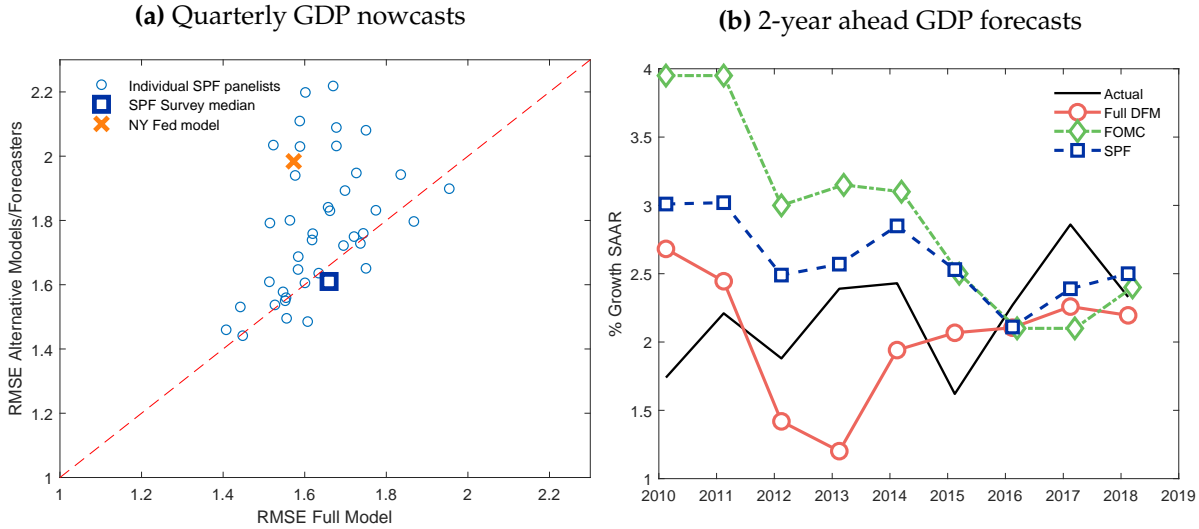 (a) Quarterly GDP nowcasts
RMSE Alternative Models/Forecasters
2.2
2
1.8
1.6
1.4
1.2
1
1
1.2
1.4
1.6
1.8
2
2.2
RMSE Full Model
Individual SPF panelists
SPF Survey median
NY Fed model
(b) 2-year ahead GDP forecasts
% Growth SAAR
4
3.5
3
2.5
2
1.5
1
2010
2011
2012
2013
2014
2015
2016
2017
2018
2019
Actual
Full DFM
FOMC
SPF